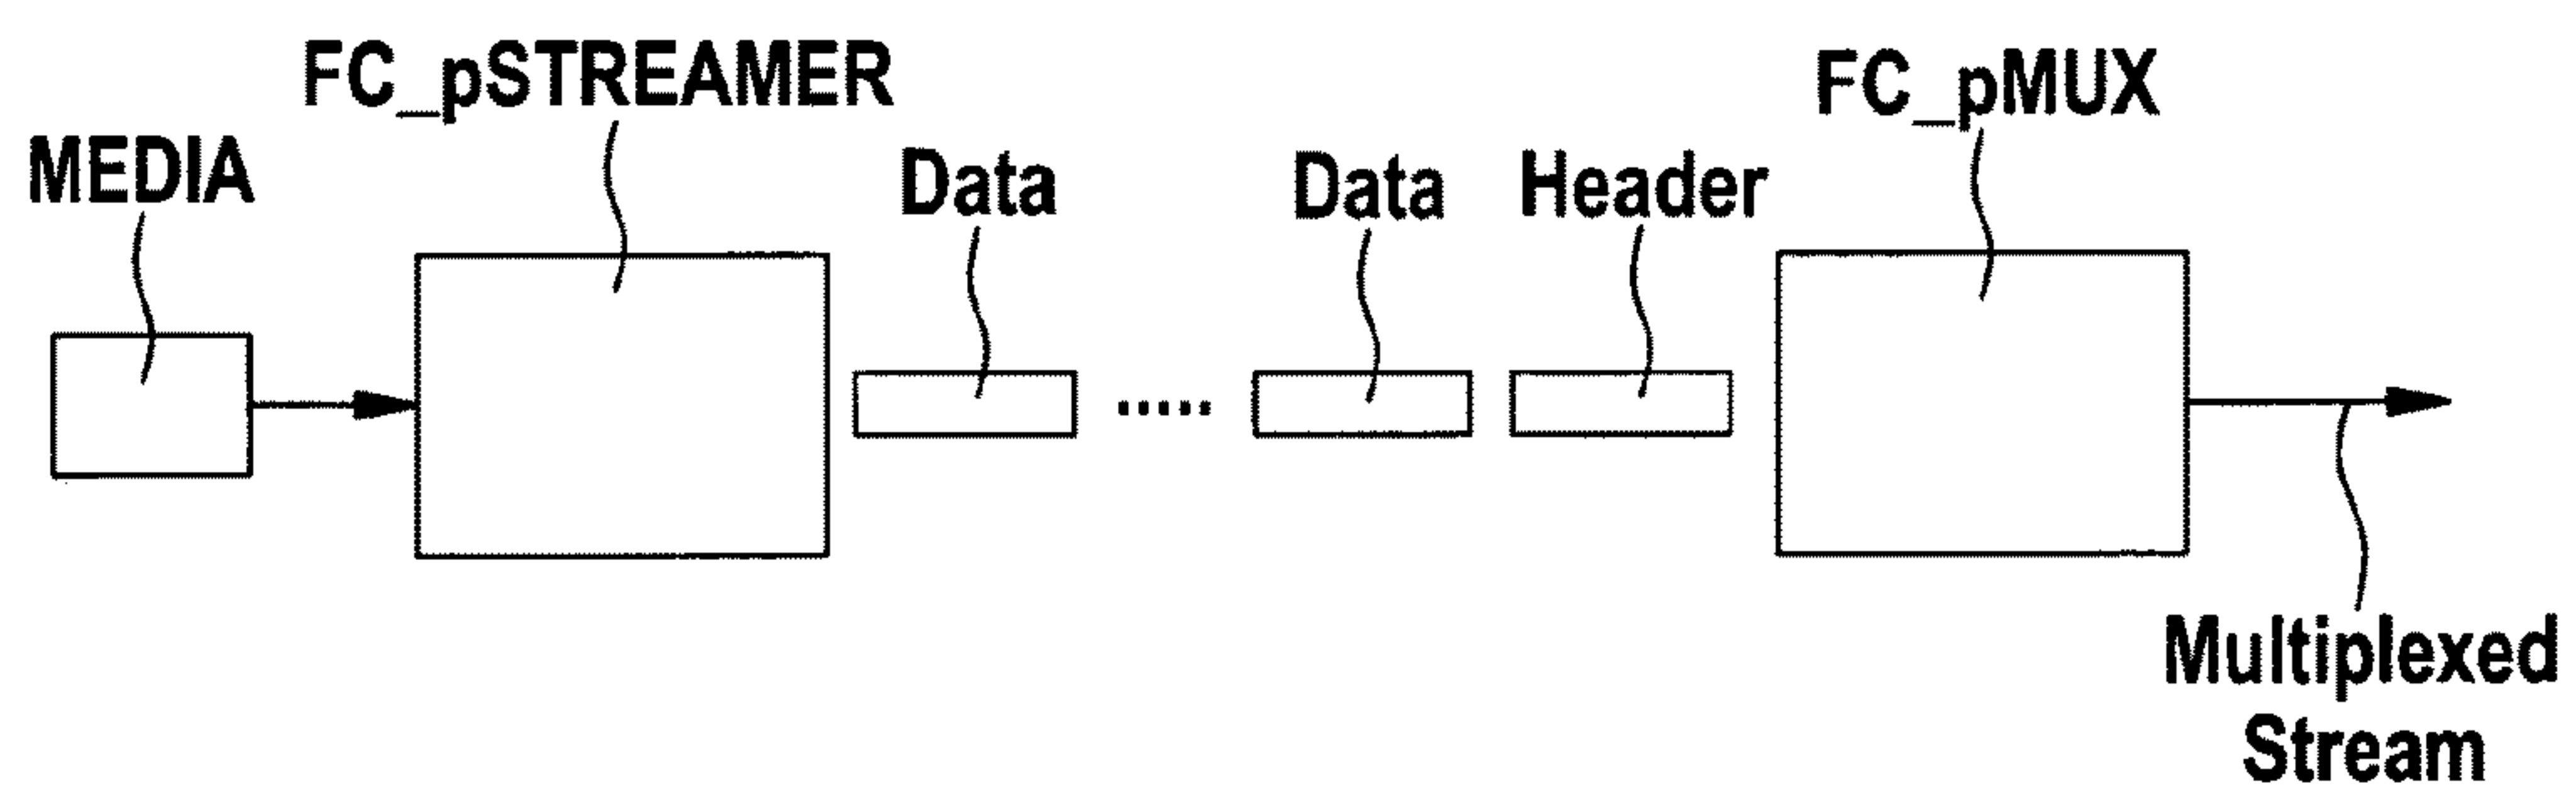 MEDIA
FC_pSTREAMER
Data
Data
Header
FC_pMUX
Multiplexed
Stream